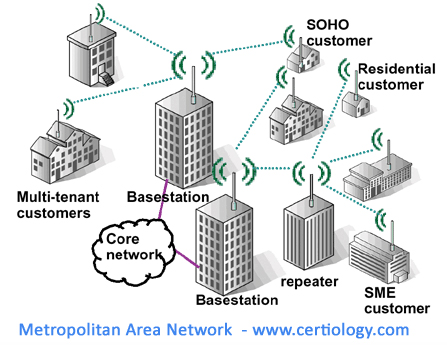 SOHO
customer
Residential
customer
Multi-tenant
customers
Basestation
Core
network
Basestation
repeater
SME
customer
Metropolitan Area Network - www.certiology.com